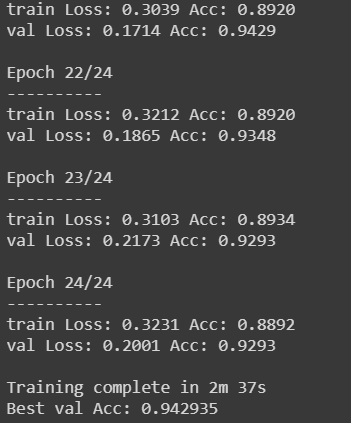 train Loss: 0.3039 Acc: 0.8920
val Loss: 0.1714 Acc: 0.9429
Epoch 22/24
----------
train Loss: 0.3212 Acc: 0.8920
val Loss: 0.1865 Acc: 0.9348
Epoch 23/24
----------
train Loss: 0.3103 Acc: 0.8934
val Loss: 0.2173 Acc: 0.9293
Epoch 24/24
----------
train Loss: 0.3231 Acc: 0.8892
val Loss: 0.2001 Acc: 0.9293
Training complete in 2m 37s
Best val Acc: 0.942935